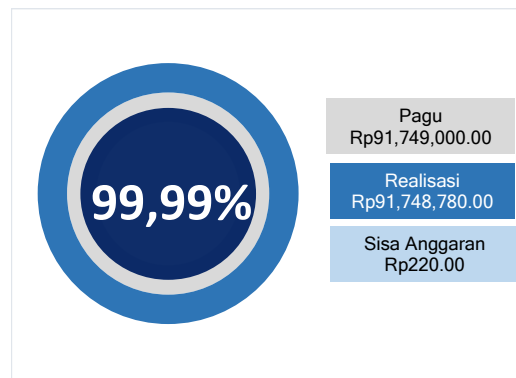 99,99%
Pagu
Rp91,749,000.00
Realisasi
Rp91,748,780.00
Sisa Anggaran
Rp220.00